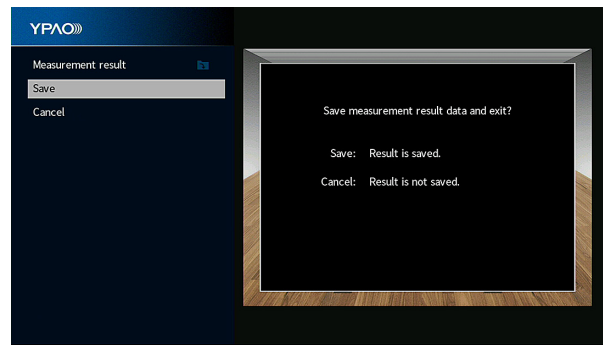 YPAO
Measurement result
Save
Cancel
Save measurement result data and exit?
Save: Result is saved.
Cancel: Result is not saved.